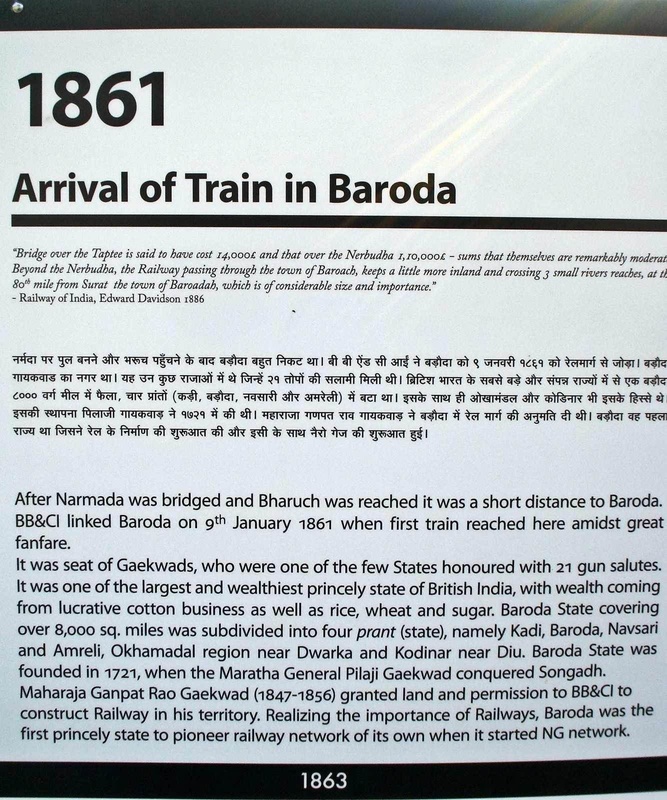 1861
Arrival of Train in Baroda
"Bridge over the Taptee is said to have cost 14,000£ and that over the Nerbudha 1,10,000£ – sums that themselves are remarkably
Beyond the Nerbudha, the Railway passing through the town of Baroach, keeps a little more inland and crossing 3 small rivers reaches, at
80th mile from Surat the town of Baroadah, which is of considerable size and importance."
- Railway of India, Edward Davidson 1886
नर्मदा पर पुल बनने और भरूच पहुँचने के बाद बड़ौदा बहुत निकट था। बी बी ऐंड सी आई ने बड़ौदा को ९ जनवरी १८६१ को रेलमार्ग से जोड़ा।
गायकवाड का नगर था। यह उन कुछ राजाओं में थे जिन्हें २१ तोपों की सलामी मिली थी। ब्रिटिश भारत के सबसे बड़े और संपन्न राज्यों में से एक
८००० वर्ग मील में फैला, चार प्रांतों (कड़ी, बड़ौदा, नवसारी और अमरेली) में बटा था। इसके साथ ही ओखामंडल और कोडिनार भी इसके हिस्से थे
इसकी स्थापना पिलाजी गायकवाड़ ने १७२१ में की थी। महाराजा गणपत राव गायकवाड़ ने बड़ौदा में रेल मार्ग की अनुमति दी थी। बड़ौदा वह पहला
राज्य था जिसने रेल के निर्माण की शुरूआत की और इसी के साथ नैरो गेज की शुरूआत हुई।
After Narmada was bridged and Bharuch was reached it was a short distance to Baroda.
BB&CI linked Baroda on 9th January 1861 when first train reached here amidst great
fanfare.
It was seat of Gaekwads, who were one of the few States honoured with 21 gun salutes.
It was one of the largest and wealthiest princely state of British India, with wealth coming
from lucrative cotton business as well as rice, wheat and sugar. Baroda State covering
over 8,000 sq. miles was subdivided into four prant (state), namely Kadi, Baroda, Navsari
and Amreli, Okhamadal region near Dwarka and Kodinar near Diu. Baroda State was
founded in 1721, when the Maratha General Pilaji Gaekwad conquered Songadh.
Maharaja Ganpat Rao Gaekwad (1847-1856) granted land and permission to BB&CI to
construct Railway in his territory. Realizing the importance of Railways, Baroda was the
first princely state to pioneer railway network of its own when it started NG network.
1863